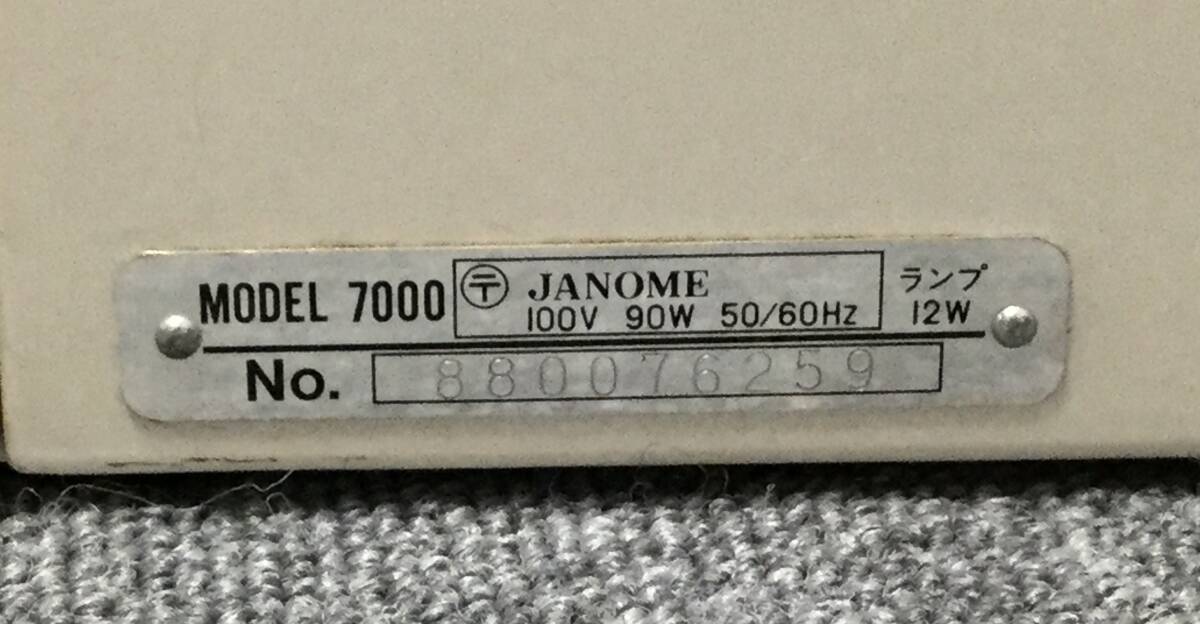 MODEL 7000
〶 JANOME
100V 90W 50/60Hz
ランプ
12W
No. 880076259